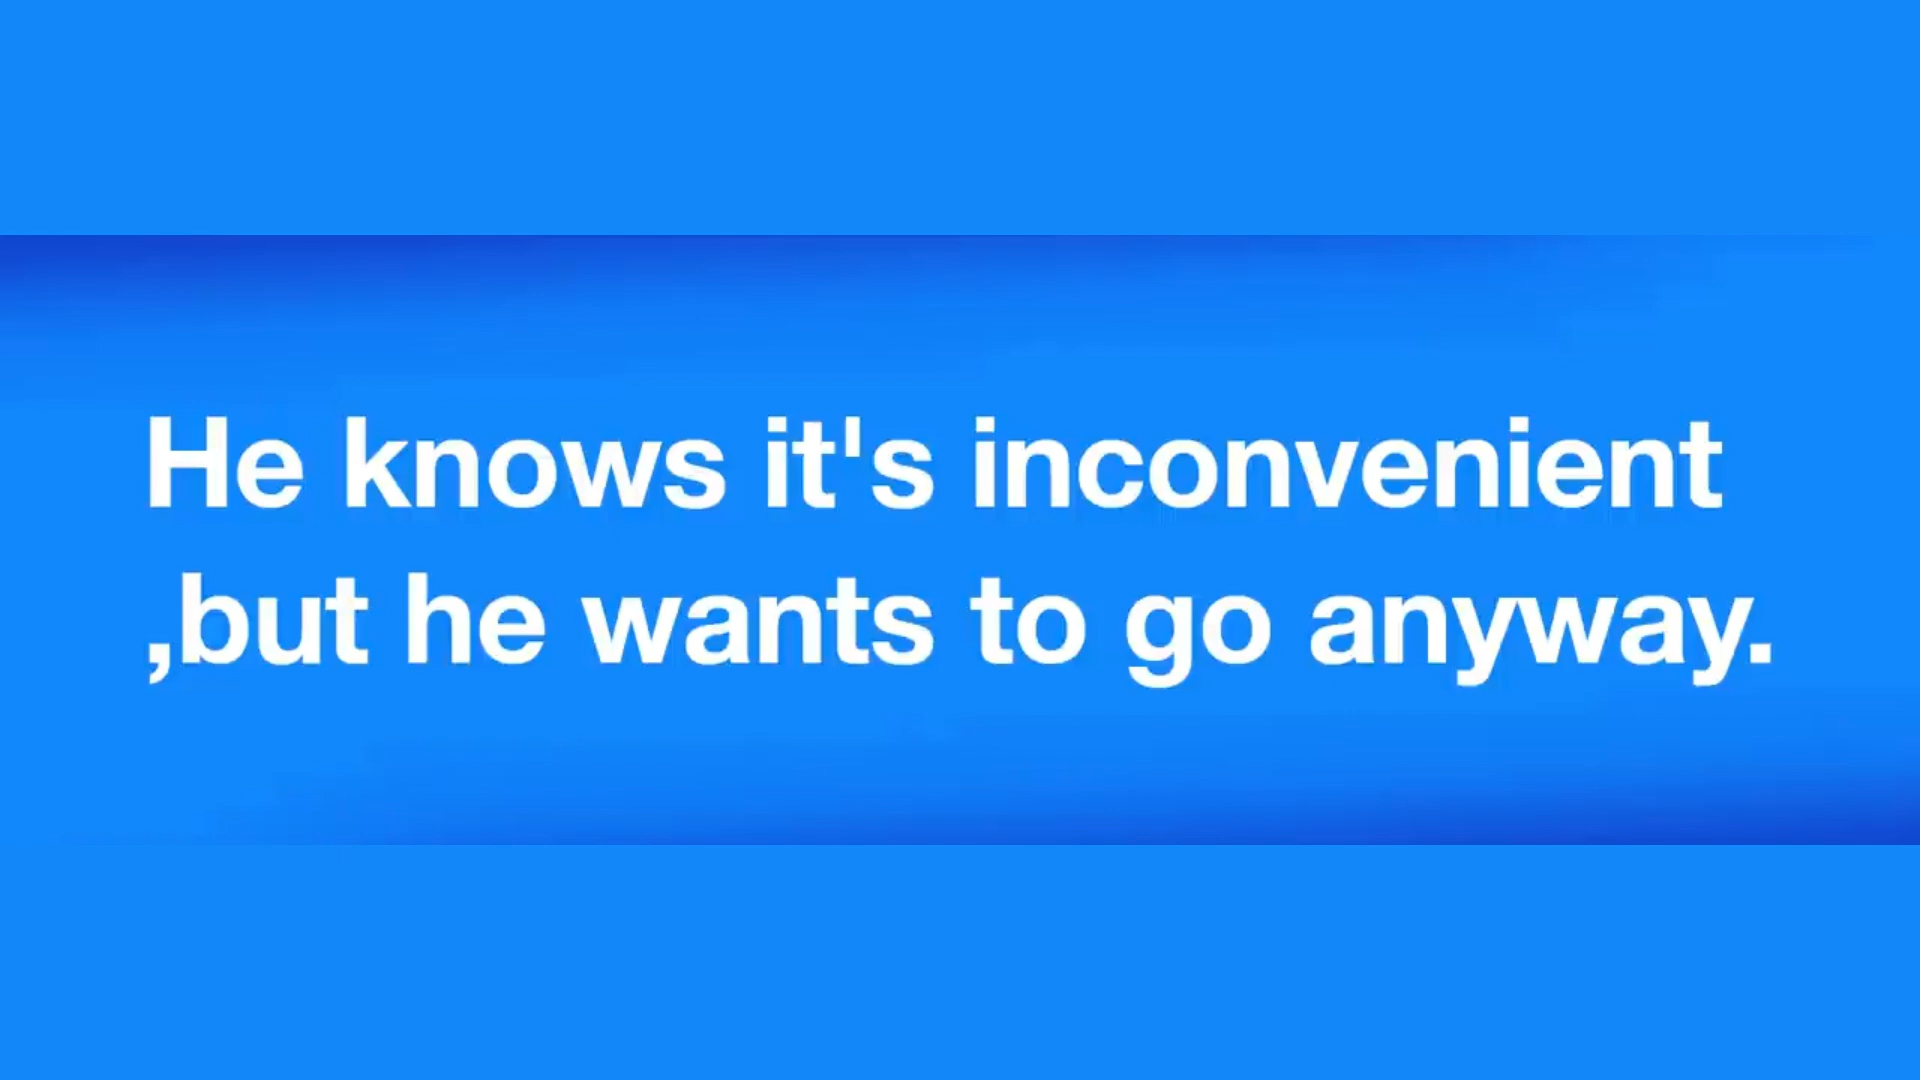 He knows it's inconvenient
,but he wants to go anyway.